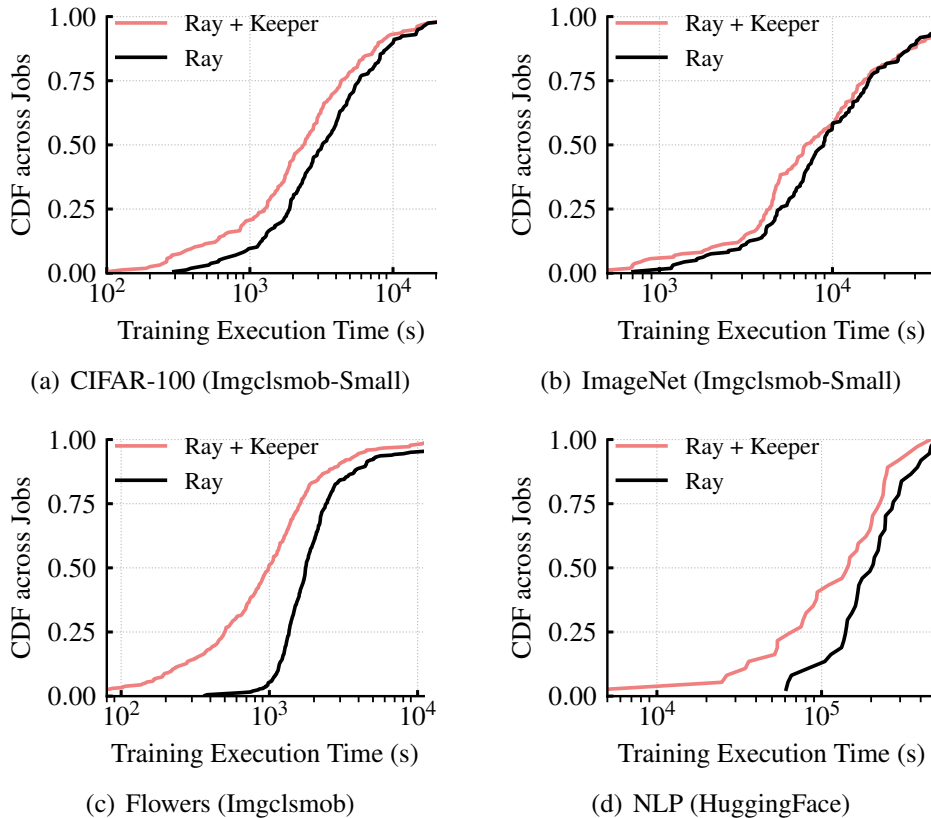 1.00
0.75
0.50
0.25
0.00
CDF across Jobs
Ray + Keeper
Ray
10²
10³
10⁴
Training Execution Time (s)
(a) CIFAR-100 (Imgclsmob-Small)
1.00
0.75
0.50
0.25
0.00
CDF across Jobs
Ray + Keeper
Ray
10³
10⁴
Training Execution Time (s)
(b) ImageNet (Imgclsmob-Small)
1.00
0.75
0.50
0.25
0.00
CDF across Jobs
Ray + Keeper
Ray
10²
10³
10⁴
Training Execution Time (s)
(c) Flowers (Imgclsmob)
1.00
0.75
0.50
0.25
0.00
CDF across Jobs
Ray + Keeper
Ray
10⁴
10⁵
Training Execution Time (s)
(d) NLP (HuggingFace)